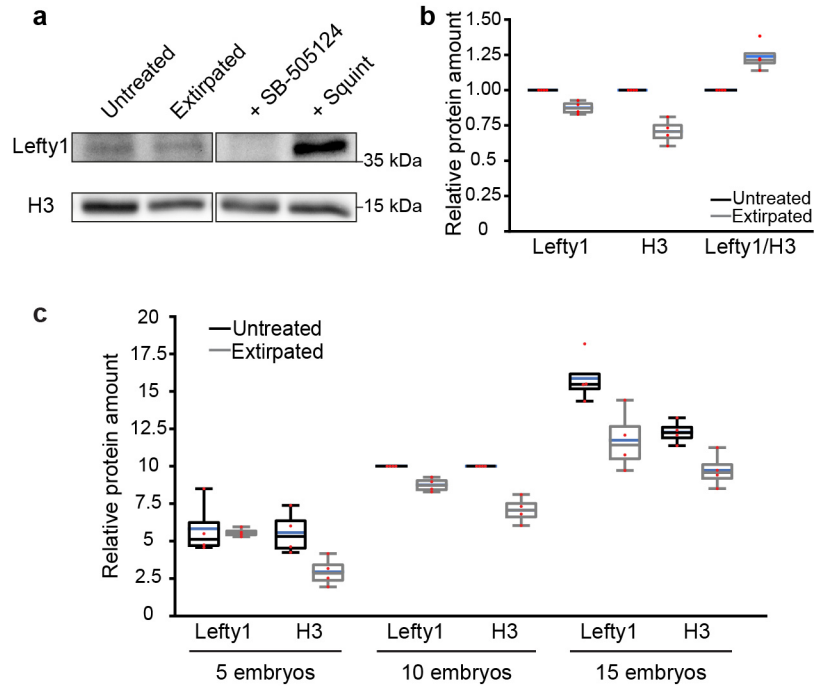 a
Untreated
Extirpated
+ SB-505124
+ Squint
Lefty1
35 kDa
H3
15 kDa
b
Relative protein amount
1.50
1.00
0.75
0.5
0.25
0
Untreated
Extirpated
Lefty1 H3 Lefty1/H3
c
Relative protein amount
20
17.5
15
12.5
10
7.5
5
2.5
0
Untreated
Extirpated
Lefty1 H3 Lefty1 H3 Lefty1 H3
5 embryos 10 embryos 15 embryos